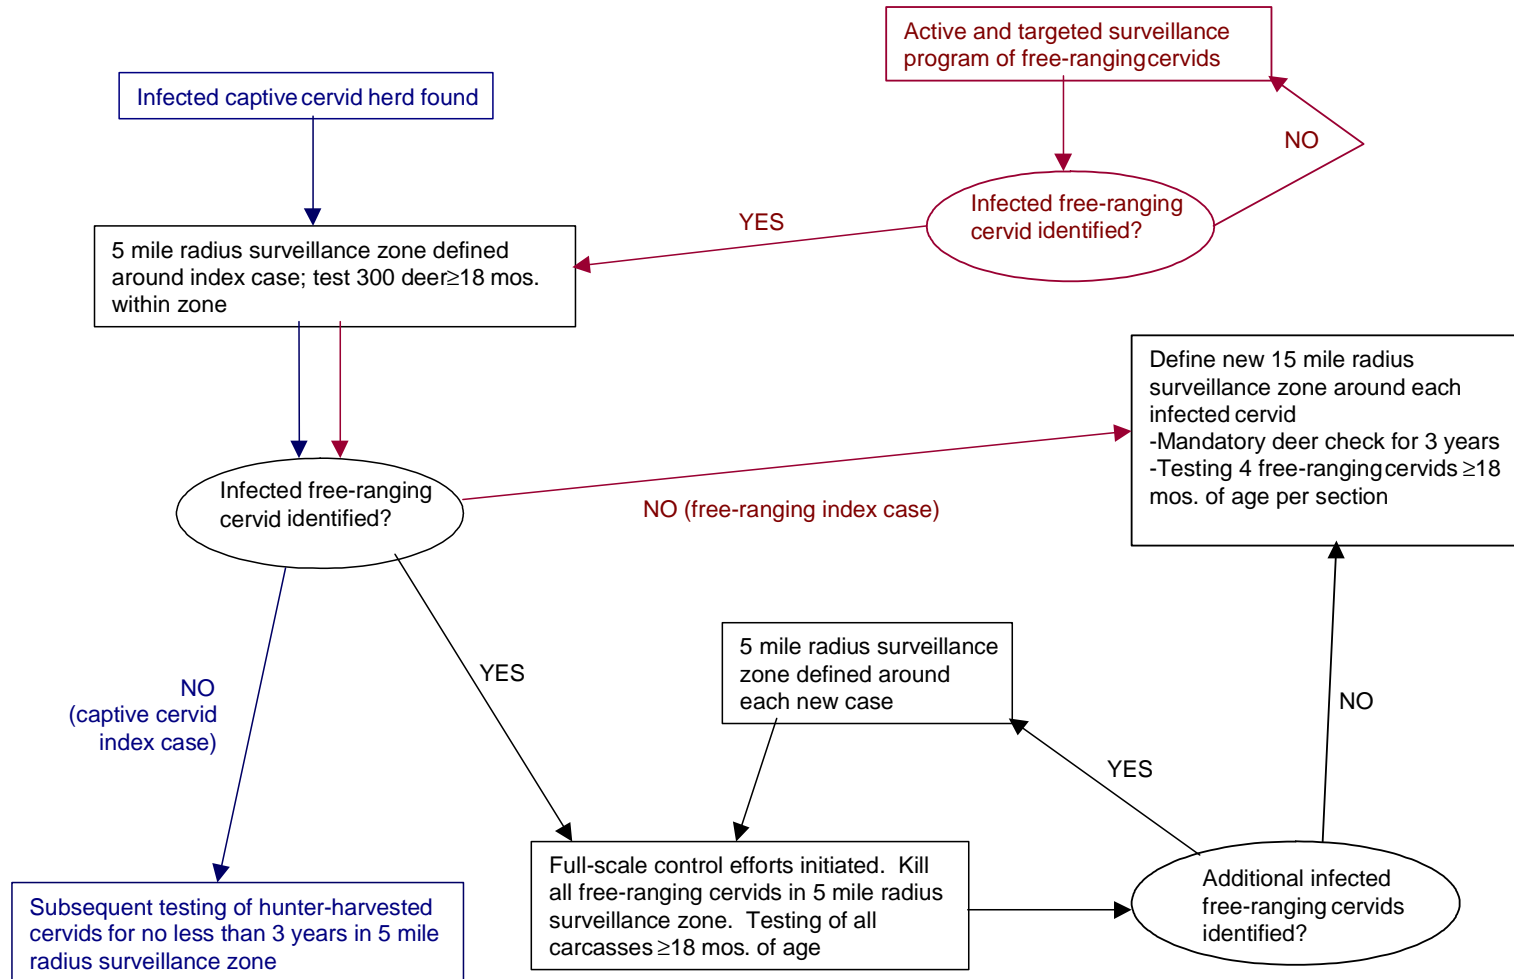 Active and targeted surveillance
program of free-ranging cervids
Infected captive cervid herd found
NO
Infected free-ranging
cervid identified?
YES
5 mile radius surveillance zone defined
around index case; test 300 deer≥18 mos.
within zone
Define new 15 mile radius
surveillance zone around each
infected cervid
-Mandatory deer check for 3 years
-Testing 4 free-ranging cervids ≥18
mos. of age per section
Infected free-ranging
cervid identified?
NO (free-ranging index case)
5 mile radius surveillance
zone defined around
each new case
YES
NO
(captive cervid
index case)
NO
YES
Full-scale control efforts initiated.  Kill
all free-ranging cervids in 5 mile radius
surveillance zone.  Testing of all
carcasses ≥18 mos. of age
Additional infected
free-ranging cervids
identified?
Subsequent testing of hunter-harvested
cervids for no less than 3 years in 5 mile
radius surveillance zone